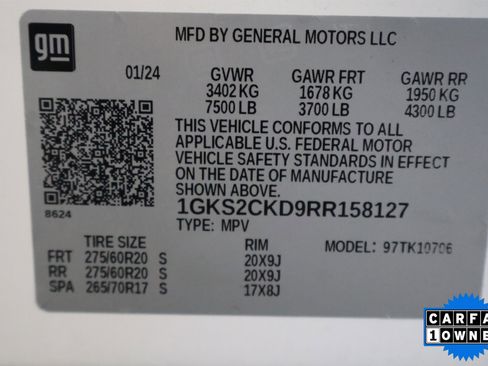 gm
MFD BY GENERAL MOTORS LLC
01/24 GVWR GAWR FRT GAWR RR
3402 KG 1678 KG 1950 KG
7500 LB 3700 LB 4300 LB
THIS VEHICLE CONFORMS TO ALL
APPLICABLE U.S. FEDERAL MOTOR
VEHICLE SAFETY STANDARDS IN EFFECT
ON THE DATE OF MANUFACTURE
SHOWN ABOVE.
8624
1GKS2CKD9RR158127
TYPE: MPV
TIRE SIZE RIM MODEL: 97TK10706
FRT 275/60R20 S 20X9J
RR 275/60R20 S 20X9J
SPA 265/70R17 S 17X8J
CARFA
1 OWNE